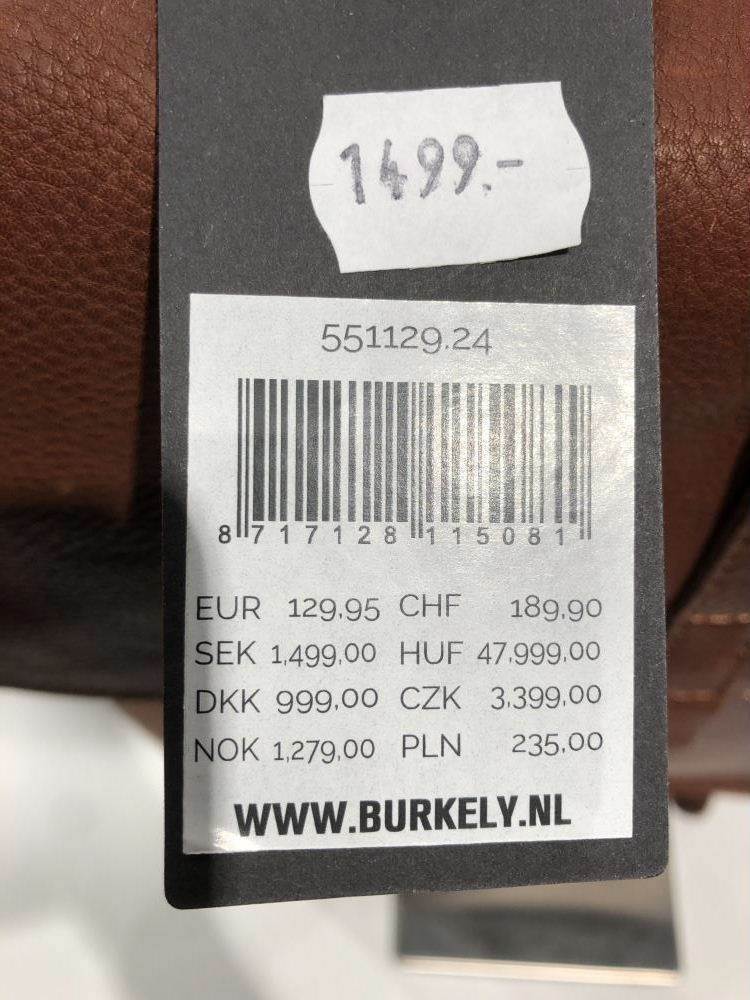 1499.-
551129.24
8 717128 115081
EUR 129,95 CHF 189,90
SEK 1,499,00 HUF 47,999,00
DKK 999,00 CZK 3,399,00
NOK 1,279,00 PLN 235,00
WWW.BURKELY.NL